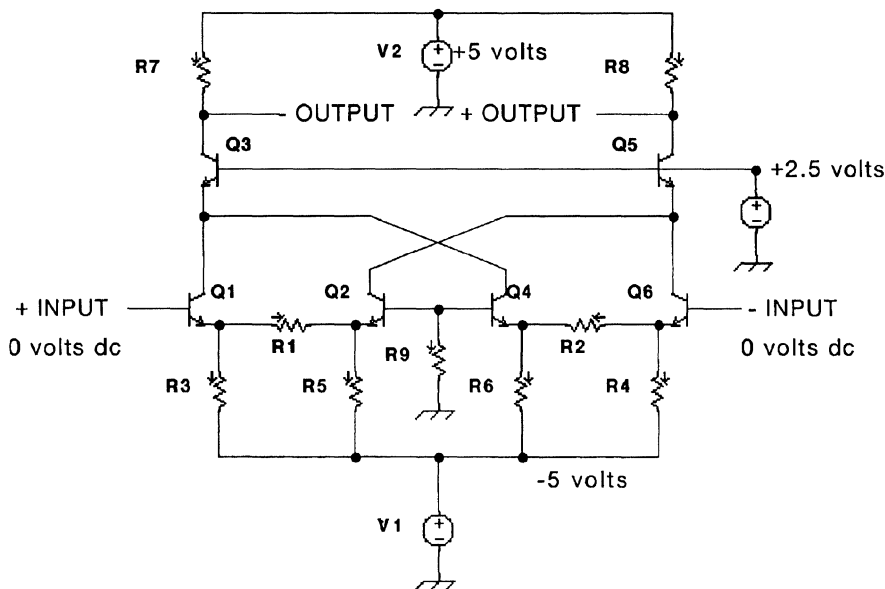 V2
+5 volts
R7
R8
OUTPUT
+ OUTPUT
Q3
Q5
+2.5 volts
Q1
Q2
Q4
Q6
+ INPUT
- INPUT
0 volts dc
R1
R9
R2
0 volts dc
R3
R5
R6
R4
-5 volts
V1